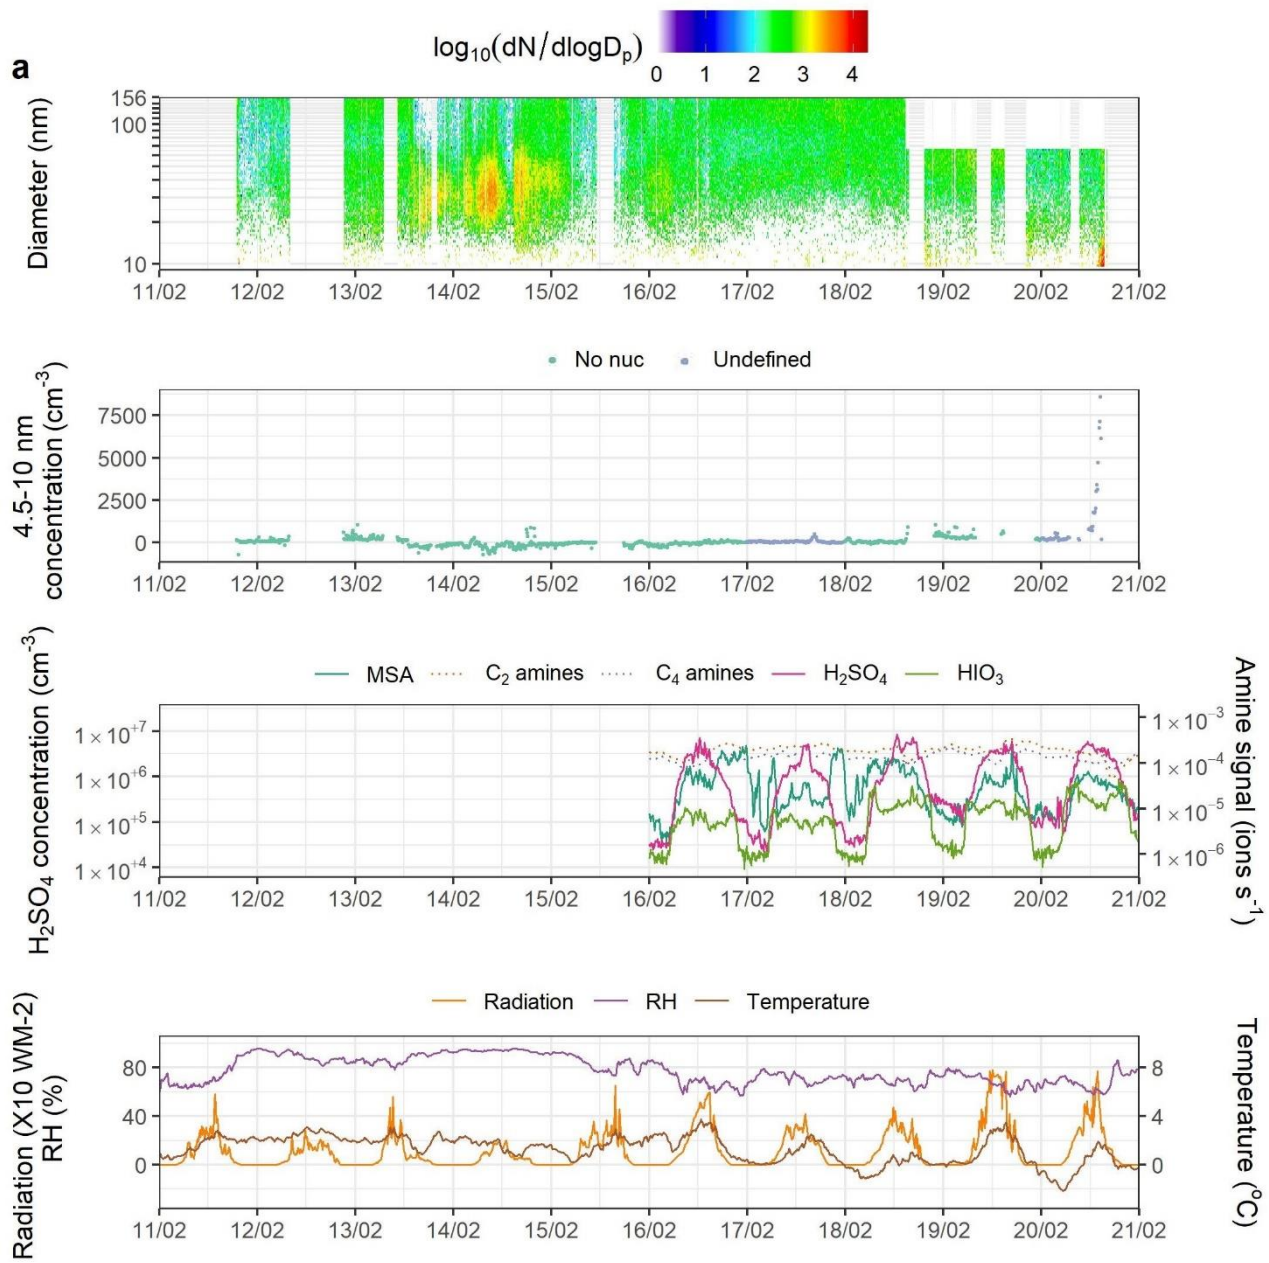 log10(dN/dlogDp)
0 1 2 3 4
a
Diameter (nm)
156
100
10
11/02 12/02 13/02 14/02 15/02 16/02 17/02 18/02 19/02 20/02 21/02
No nuc Undefined
4.5-10 nm
concentration (cm-3)
7500
5000
2500
0
11/02 12/02 13/02 14/02 15/02 16/02 17/02 18/02 19/02 20/02 21/02
MSA C2 amines C4 amines H2SO4 HIO3
H2SO4 concentration (cm-3)
1 × 10+7
1 × 10+6
1 × 10+5
1 × 10+4
1 × 10−3
1 × 10−4
1 × 10−5
1 × 10−6
Amine signal (ions s-1)
11/02 12/02 13/02 14/02 15/02 16/02 17/02 18/02 19/02 20/02 21/02
Radiation RH Temperature
Radiation (X10 WM-2)
RH (%)
80
40
0
8
4
0
Temperature (oC)
11/02 12/02 13/02 14/02 15/02 16/02 17/02 18/02 19/02 20/02 21/02